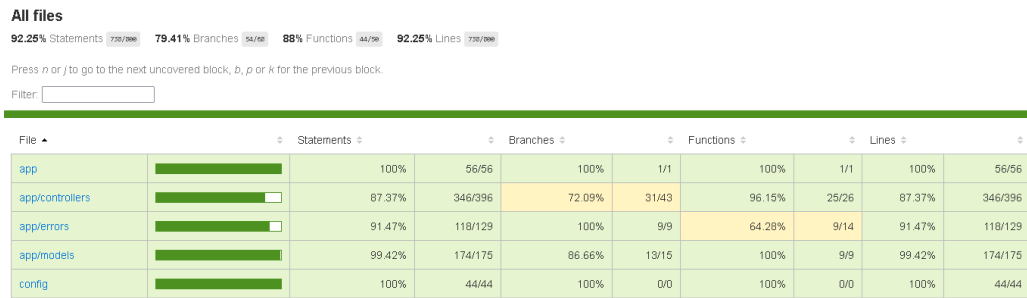 All files
92.25% Statements 738/800 79.41% Branches 54/68 88% Functions 44/50 92.25% Lines 738/800
Press n or j to go to the next uncovered block, b, p or k for the previous block.
Filter:
File Statements Branches Functions Lines
app 100% 56/56 100% 1/1 100% 1/1 100% 56/56
app/controllers 87.37% 346/396 72.09% 31/43 96.15% 25/26 87.37% 346/396
app/errors 91.47% 118/129 100% 9/9 64.28% 9/14 91.47% 118/129
app/models 99.42% 174/175 86.66% 13/15 100% 9/9 99.42% 174/175
config 100% 44/44 100% 0/0 100% 0/0 100% 44/44